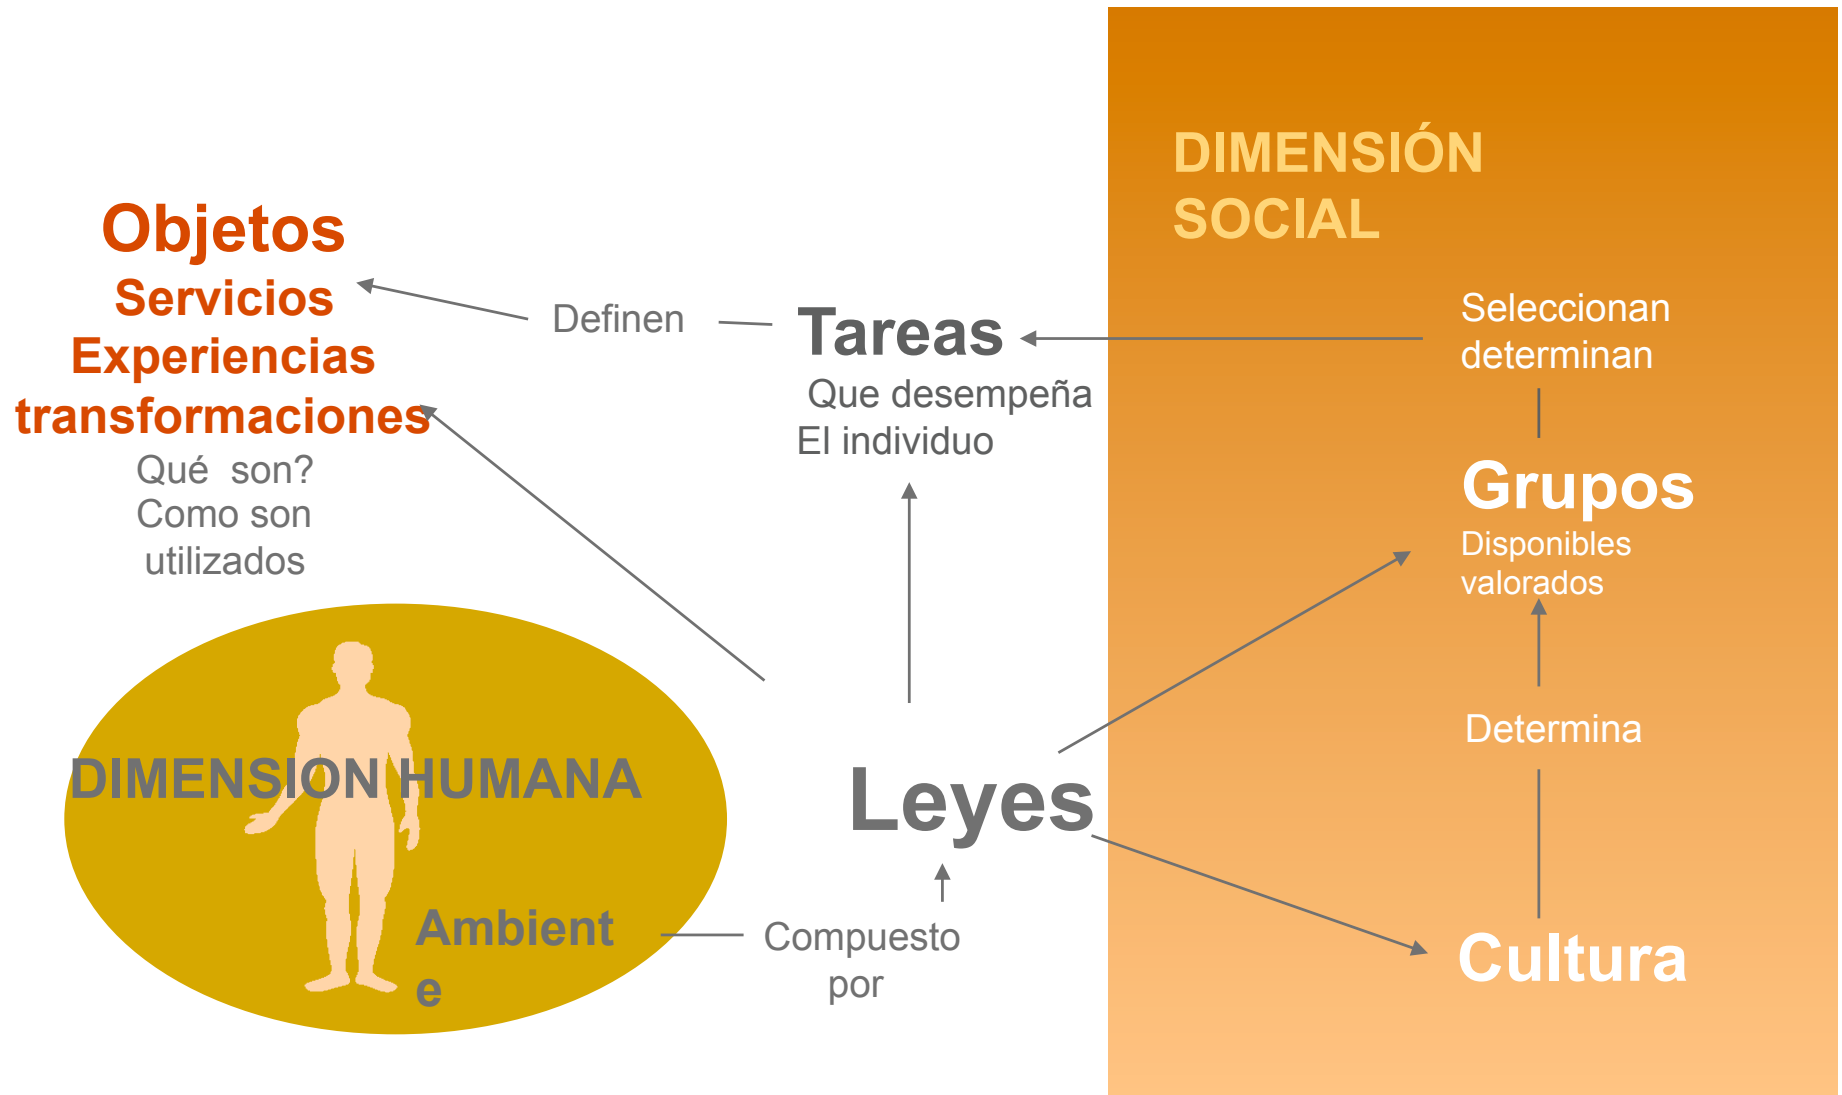 DIMENSIÓN
SOCIAL
Objetos
Servicios
Experiencias
transformaciones
Qué  son?
Como son
utilizados
Definen
Tareas
Que desempeña
El individuo
Seleccionan
determinan
Grupos
Disponibles
valorados
Determina
Cultura
Leyes
Compuesto
por
DIMENSION HUMANA
Ambient
e